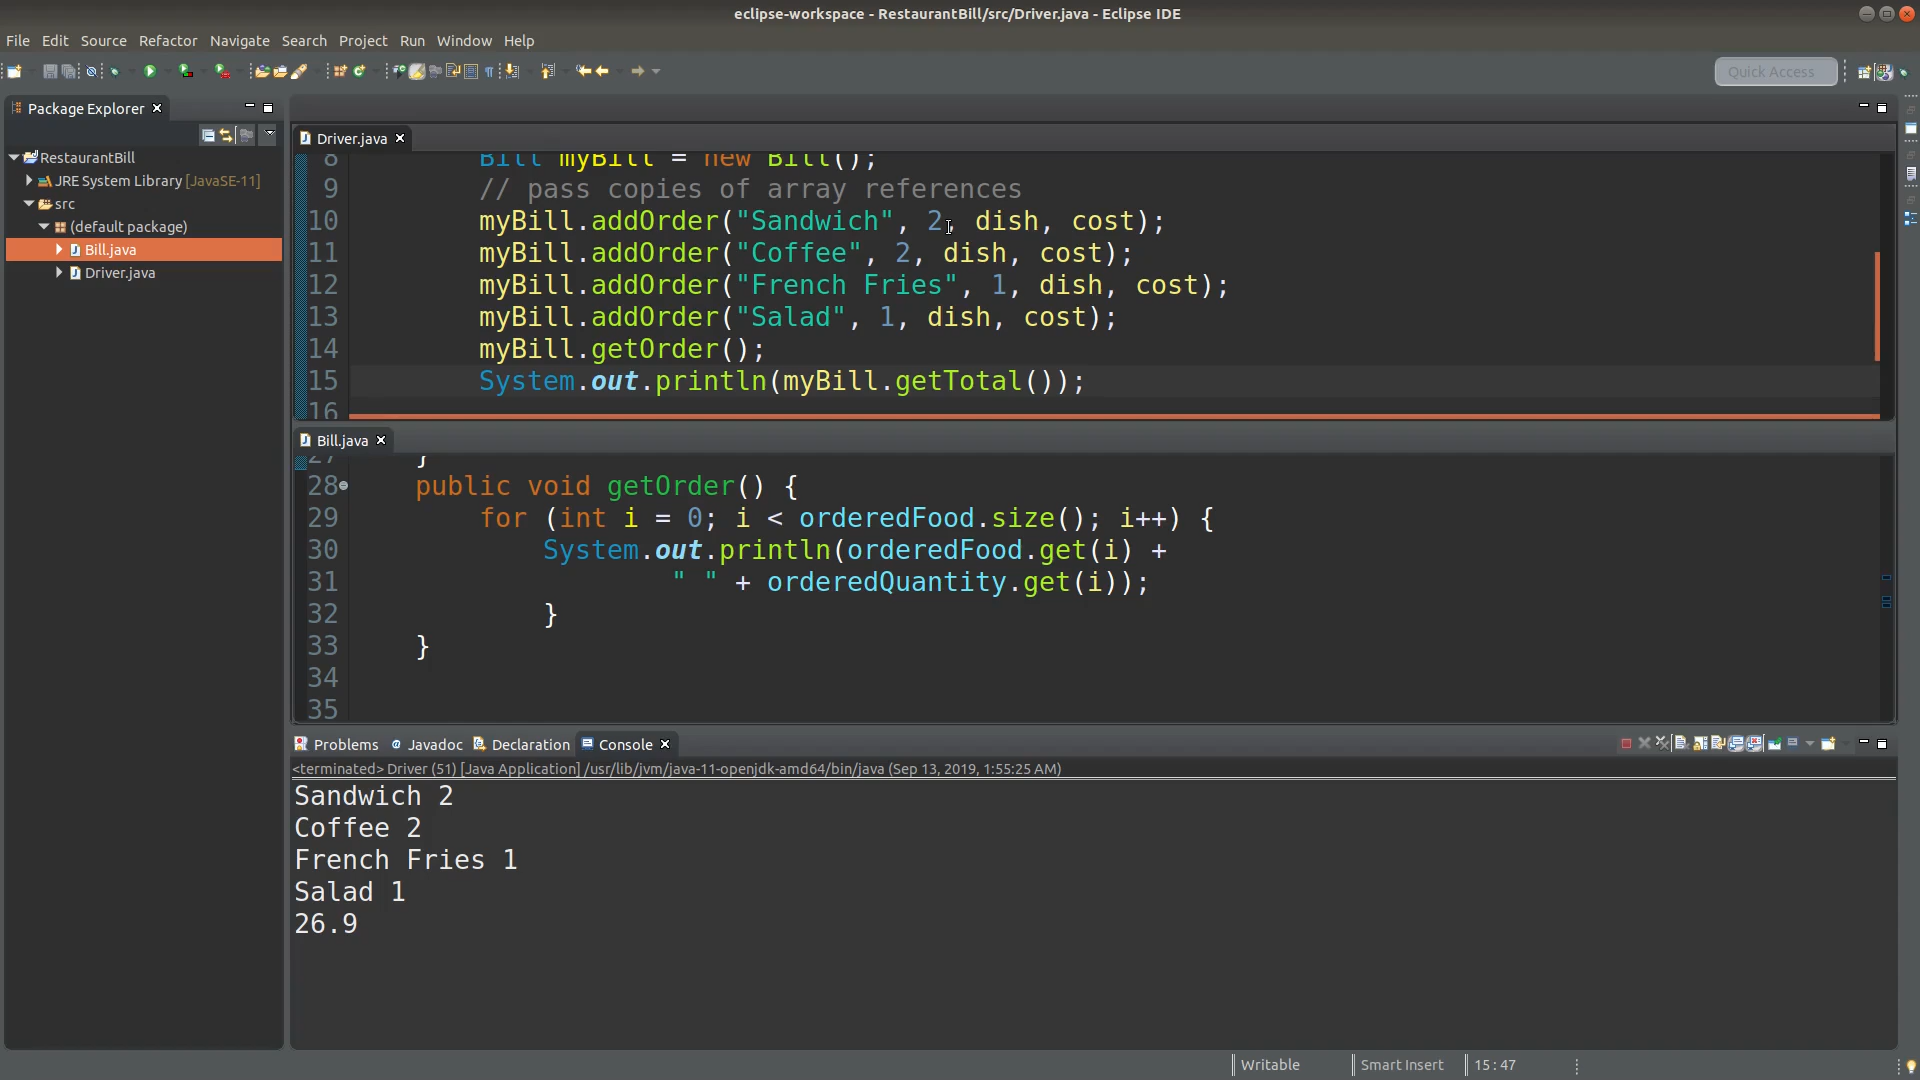 eclipse-workspace - RestaurantBill/src/Driver.java - Eclipse IDE
File Edit Source Refactor Navigate Search Project Run Window Help
Quick Access
Package Explorer
RestaurantBill
JRE System Library [JavaSE-11]
src
(default package)
Bill.java
Driver.java
Driver.java
8 Bill myBill = new Bill();
9 // pass copies of array references
10 myBill.addOrder("Sandwich", 2, dish, cost);
11 myBill.addOrder("Coffee", 2, dish, cost);
12 myBill.addOrder("French Fries", 1, dish, cost);
13 myBill.addOrder("Salad", 1, dish, cost);
14 myBill.getOrder();
15 System.out.println(myBill.getTotal());
16
Bill.java
27 }
28 public void getOrder() {
29 for (int i = 0; i < orderedFood.size(); i++) {
30 System.out.println(orderedFood.get(i) +
31 " " + orderedQuantity.get(i));
32 }
33 }
34
35
Problems Javadoc Declaration Console
<terminated> Driver (51) [Java Application] /usr/lib/jvm/java-11-openjdk-amd64/bin/java (Sep 13, 2019, 1:55:25 AM)
Sandwich 2
Coffee 2
French Fries 1
Salad 1
26.9
Writable Smart Insert 15 : 47